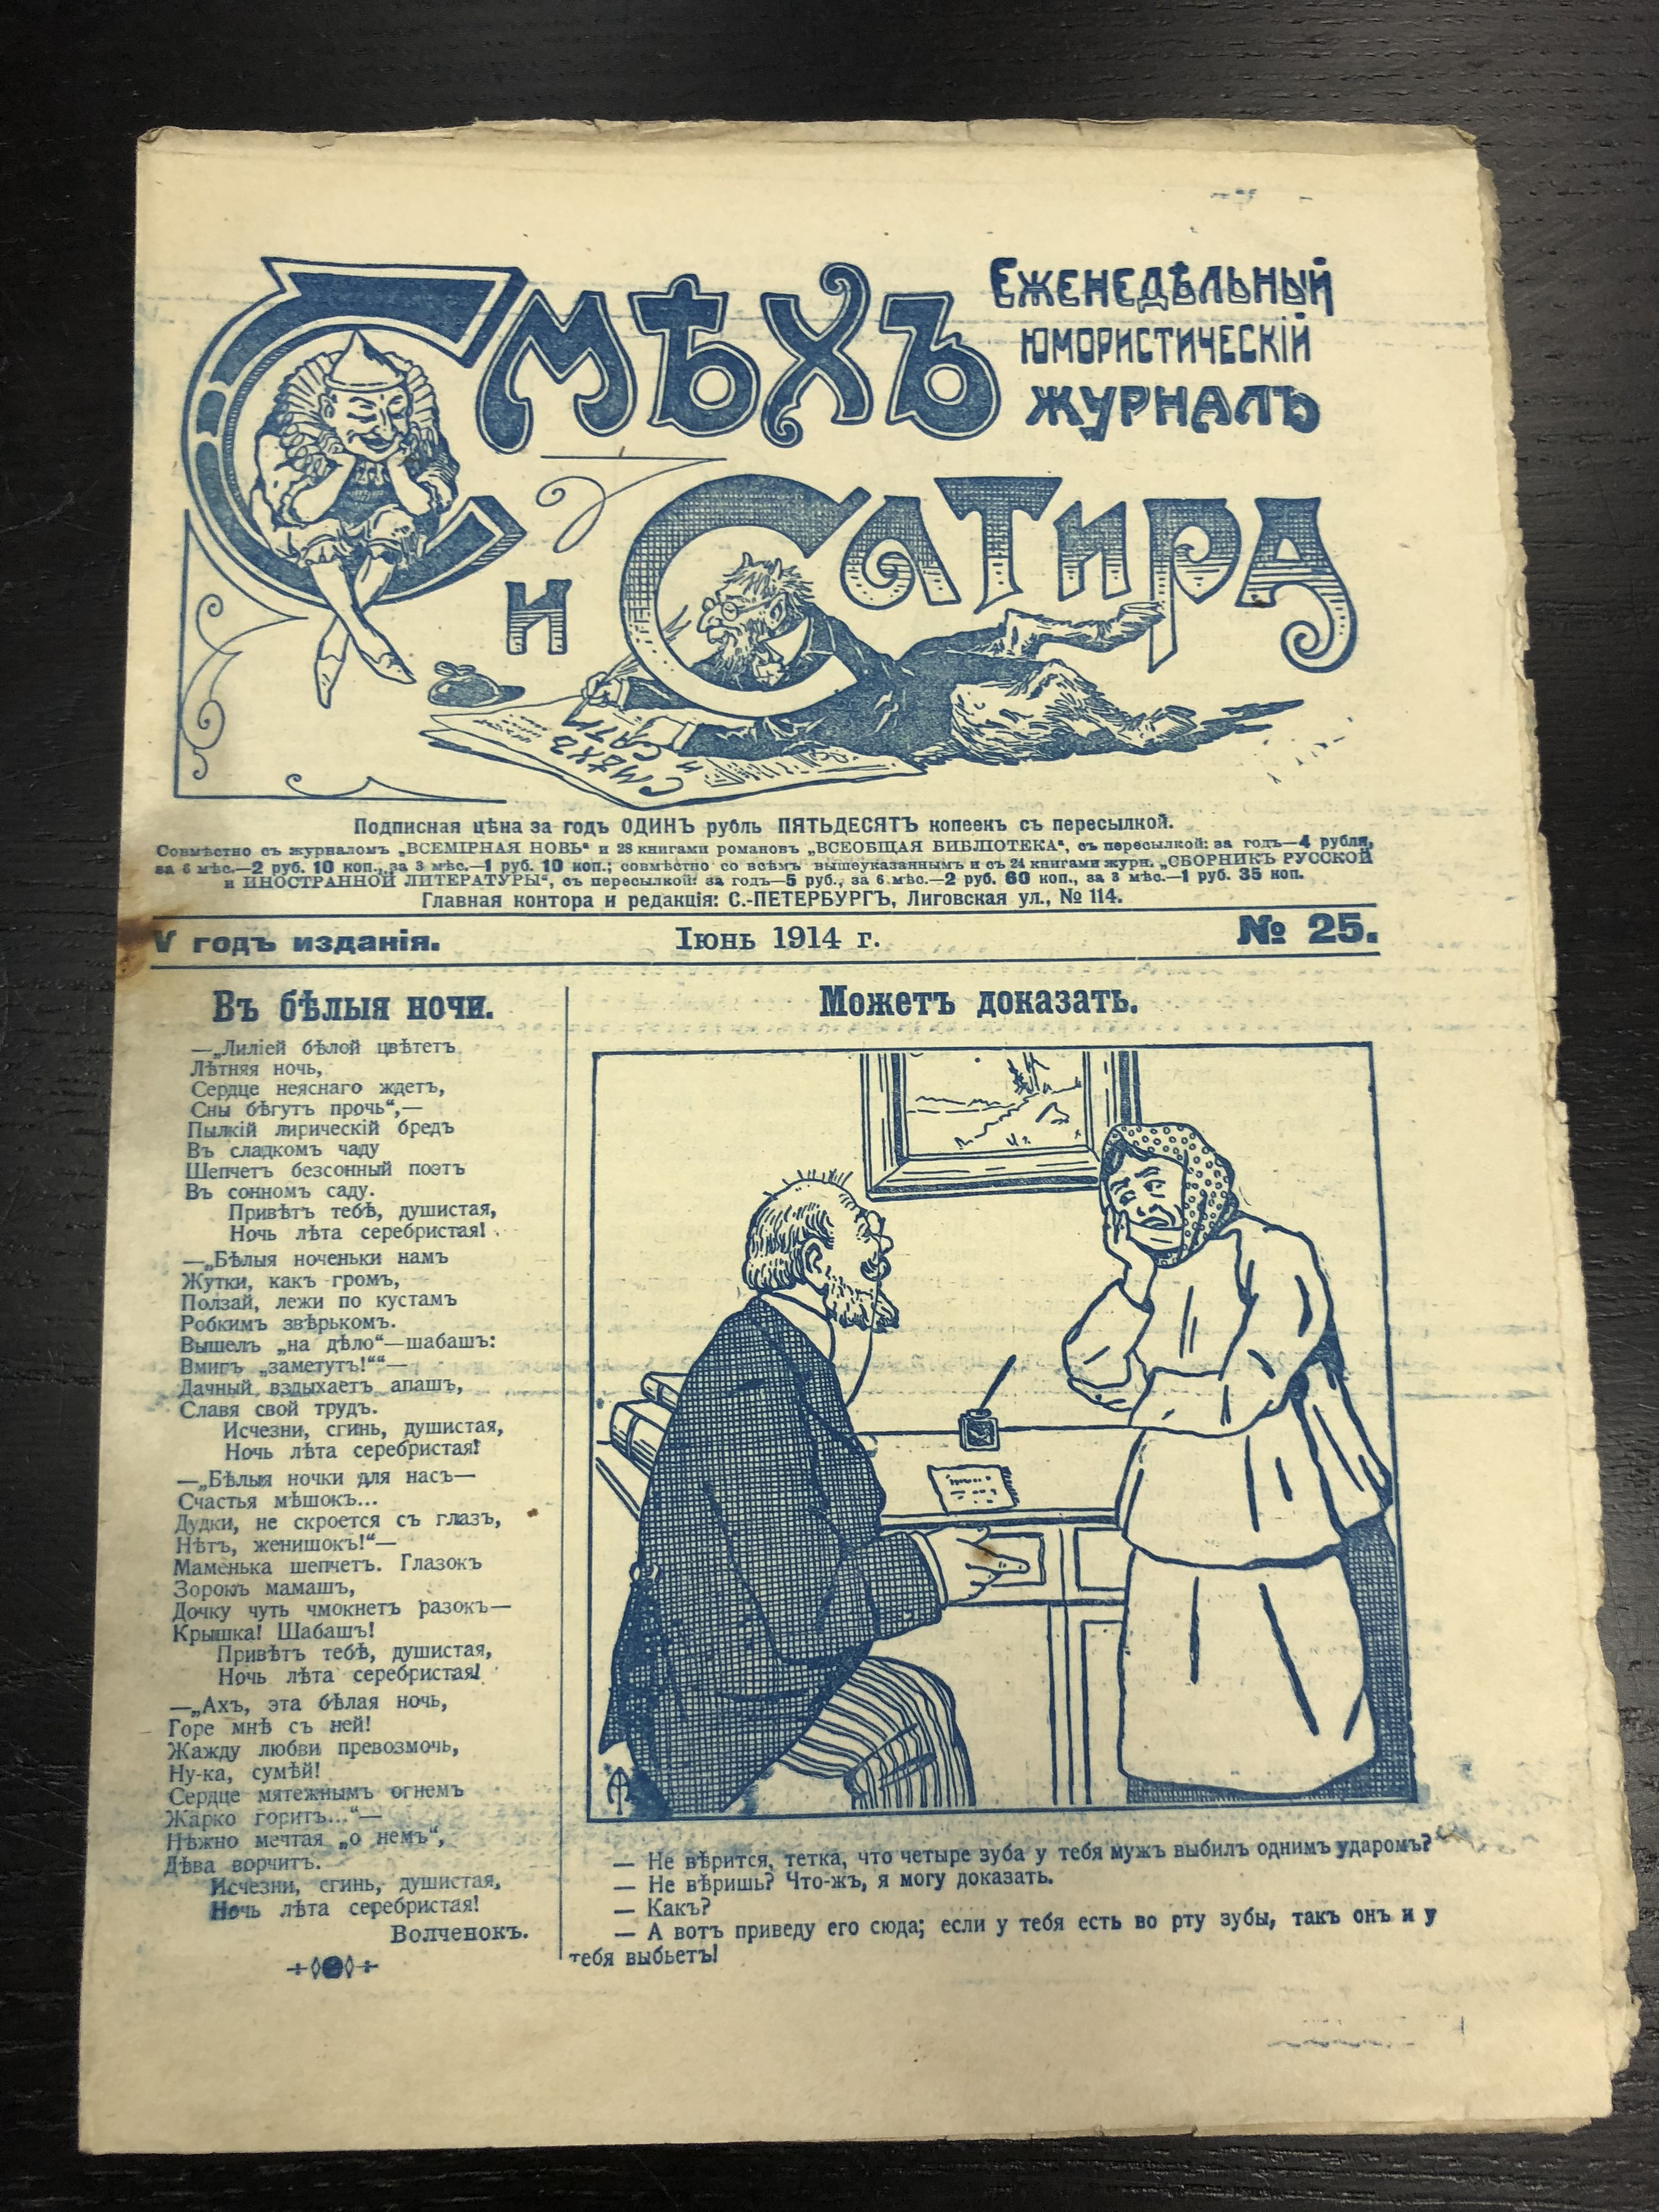 Смѣхъ
Еженедѣльный
юмористическій
журналъ
и Сатира
Смѣхъ
и
Сати
Подписная цѣна за годъ ОДИНЪ рубль ПЯТЬДЕСЯТЪ копеекъ съ пересылкой.
Совмѣстно съ журналомъ „ВСЕМІРНАЯ НОВЬ“ и 28 книгами романовъ „ВСЕОБЩАЯ БИБЛІОТЕКА“, съ пересылкой: за годъ—4 рубля,
за 6 мѣс.—2 руб. 10 коп., за 3 мѣс.—1 руб. 10 коп.; совмѣстно со всѣмъ вышеуказаннымъ и съ 24 книгами журн. „СБОРНИКЪ РУССКОЙ
и ИНОСТРАННОЙ ЛИТЕРАТУРЫ“, съ пересылкой: за годъ—5 руб., за 6 мѣс.—2 руб. 60 коп., за 3 мѣс.—1 руб. 35 коп.
Главная контора и редакція: С.-ПЕТЕРБУРГЪ, Лиговская ул., № 114.
V годъ изданія.
Іюнь 1914 г.
№ 25.
Въ бѣлыя ночи.
—„Лиліей бѣлой цвѣтетъ
Лѣтняя ночь,
Сердце неяснаго ждетъ,
Сны бѣгутъ прочь“,—
Пылкій лирическій бредъ
Въ сладкомъ чаду
Шепчетъ безсонный поэтъ
Въ сонномъ саду.
Привѣтъ тебѣ, душистая,
Ночь лѣта серебристая!
—„Бѣлыя ноченьки намъ
Жутки, какъ громъ,
Ползай, лежи по кустамъ
Робкимъ звѣрькомъ.
Вышелъ „на дѣло“—шабашъ:
Вмигъ „заметутъ!““—
Дачный вздыхаетъ апашъ,
Славя свой трудъ.
Исчезни, сгинь, душистая,
Ночь лѣта серебристая!
—„Бѣлыя ночки для насъ—
Счастья мѣшокъ...
Дудки, не скроется съ глазъ,
Нѣтъ, женишокъ!“—
Маменька шепчетъ. Глазокъ
Зорокъ мамашъ,
Дочку чуть чмокнетъ разокъ—
Крышка! Шабашъ!
Привѣтъ тебѣ, душистая,
Ночь лѣта серебристая!
—„Ахъ, эта бѣлая ночь,
Горе мнѣ съ ней!
Жажду любви превозмочь,
Ну-ка, сумѣй!
Сердце мятежнымъ огнемъ
Жарко горитъ...“—
Нѣжно мечтая „о немъ“,
Дѣва ворчитъ.
Исчезни, сгинь, душистая,
Ночь лѣта серебристая!
Волченокъ.
Можетъ доказать.
— Не вѣрится, тетка, что четыре зуба у тебя мужъ выбилъ однимъ ударомъ?
— Не вѣришь? Что-жъ, я могу доказать.
— Какъ?
— А вотъ приведу его сюда; если у тебя есть во рту зубы, такъ онъ и у
тебя выбьетъ!